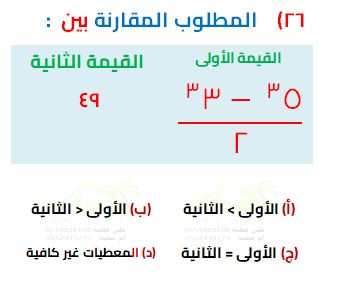 ٢٦) المطلوب المقارنة بين :
القيمة الأولى
القيمة الثانية
٥^٣ – ٣^٣
٤٩
٢
(أ) الأولى < الثانية
(ب) الأولى > الثانية
(ج) الأولى = الثانية
(د) المعطيات غير كافية